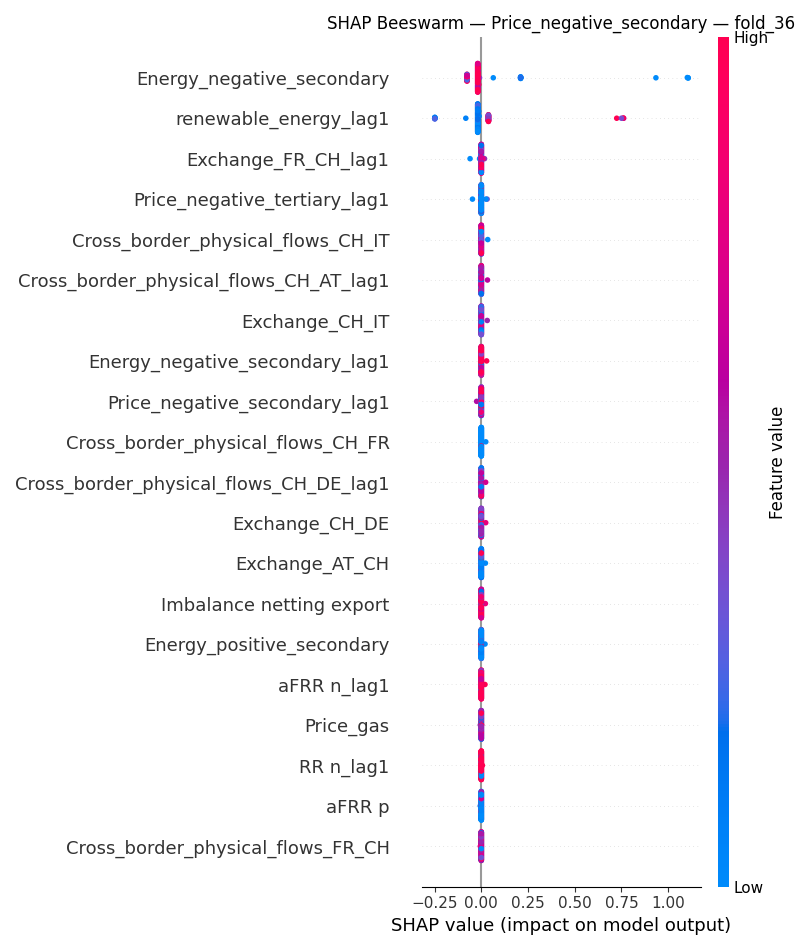 SHAP Beeswarm — Price_negative_secondary — fold_36
High
Energy_negative_secondary
renewable_energy_lag1
Exchange_FR_CH_lag1
Price_negative_tertiary_lag1
Cross_border_physical_flows_CH_IT
Cross_border_physical_flows_CH_AT_lag1
Exchange_CH_IT
Energy_negative_secondary_lag1
Price_negative_secondary_lag1
Cross_border_physical_flows_CH_FR
Cross_border_physical_flows_CH_DE_lag1
Exchange_CH_DE
Exchange_AT_CH
Imbalance netting export
Energy_positive_secondary
aFRR n_lag1
Price_gas
RR n_lag1
aFRR p
Cross_border_physical_flows_FR_CH
Feature value
Low
−0.25 0.00 0.25 0.50 0.75 1.00
SHAP value (impact on model output)